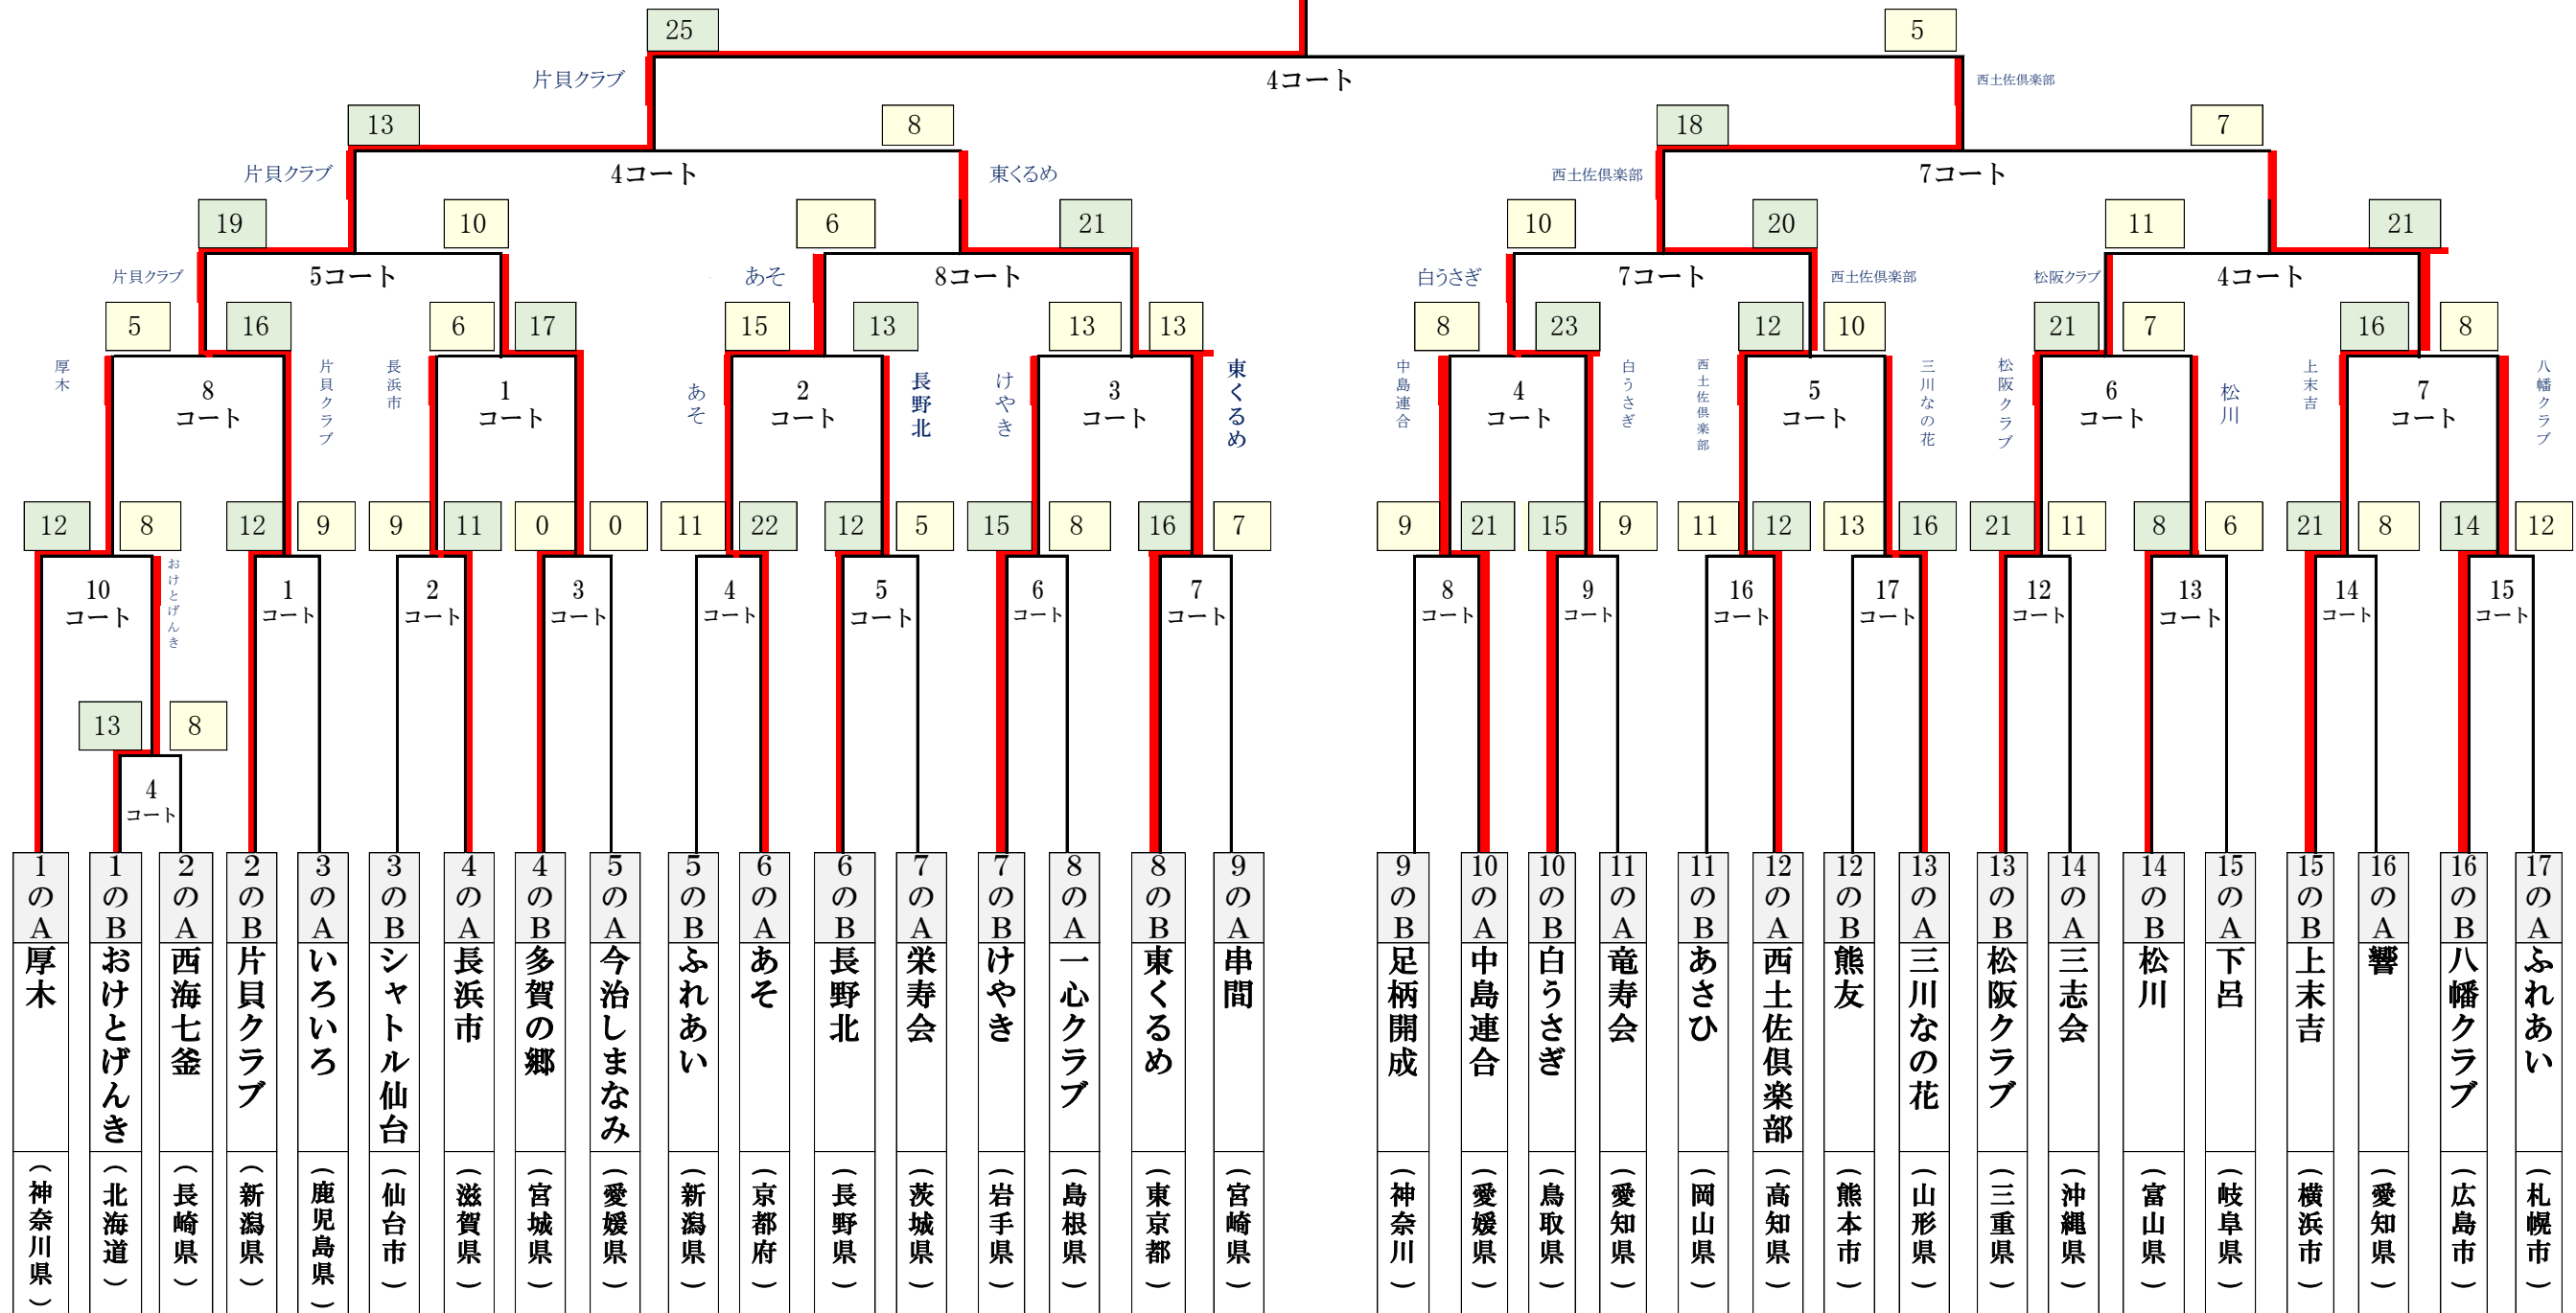 25
5
片貝クラブ
4コート
西土佐倶楽部
13
8
18
7
片貝クラブ
4コート
東くるめ
西土佐倶楽部
7コート
19
10
6
21
10
20
11
21
片貝クラブ
5コート
あそ
8コート
白うさぎ
7コート
西土佐倶楽部
松阪クラブ
4コート
5
16
6
17
15
13
13
13
8
23
12
10
21
7
16
8
厚木
8
コート
片貝クラブ
長浜市
1
コート
あそ
2
コート
長野北
けやき
3
コート
東くるめ
中島連合
4
コート
白うさぎ
西土佐倶楽部
5
コート
三川なの花
松阪クラブ
6
コート
松川
上末吉
7
コート
八幡クラブ
12
8
12
9
9
11
0
0
11
22
12
5
15
8
16
7
9
21
15
9
11
12
13
16
21
11
8
6
21
8
14
12
10
コート
おけとげんき
1
コート
2
コート
3
コート
4
コート
5
コート
6
コート
7
コート
8
コート
9
コート
16
コート
17
コート
12
コート
13
コート
14
コート
15
コート
13
8
4
コート
1のA
厚木
(神奈川県)
1のB
おけとげんき
(北海道)
2のA
西海七釜
(長崎県)
2のB
片貝クラブ
(新潟県)
3のA
いろいろ
(鹿児島県)
3のB
シャトル仙台
(仙台市)
4のA
長浜市
(滋賀県)
4のB
多賀の郷
(宮城県)
5のA
今治しまなみ
(愛媛県)
5のB
ふれあい
(新潟県)
6のA
あそ
(京都府)
6のB
長野北
(長野県)
7のA
栄寿会
(茨城県)
7のB
けやき
(岩手県)
8のA
一心クラブ
(島根県)
8のB
東くるめ
(東京都)
9のA
串間
(宮崎県)
9のB
足柄開成
(神奈川)
10のA
中島連合
(愛媛県)
10のB
白うさぎ
(鳥取県)
11のA
竜寿会
(愛知県)
11のB
あさひ
(岡山県)
12のA
西土佐倶楽部
(高知県)
12のB
熊友
(熊本市)
13のA
三川なの花
(山形県)
13のB
松阪クラブ
(三重県)
14のA
三志会
(沖縄県)
14のB
松川
(富山県)
15のA
下呂
(岐阜県)
15のB
上末吉
(横浜市)
16のA
響
(愛知県)
16のB
八幡クラブ
(広島市)
17のA
ふれあい
(札幌市)